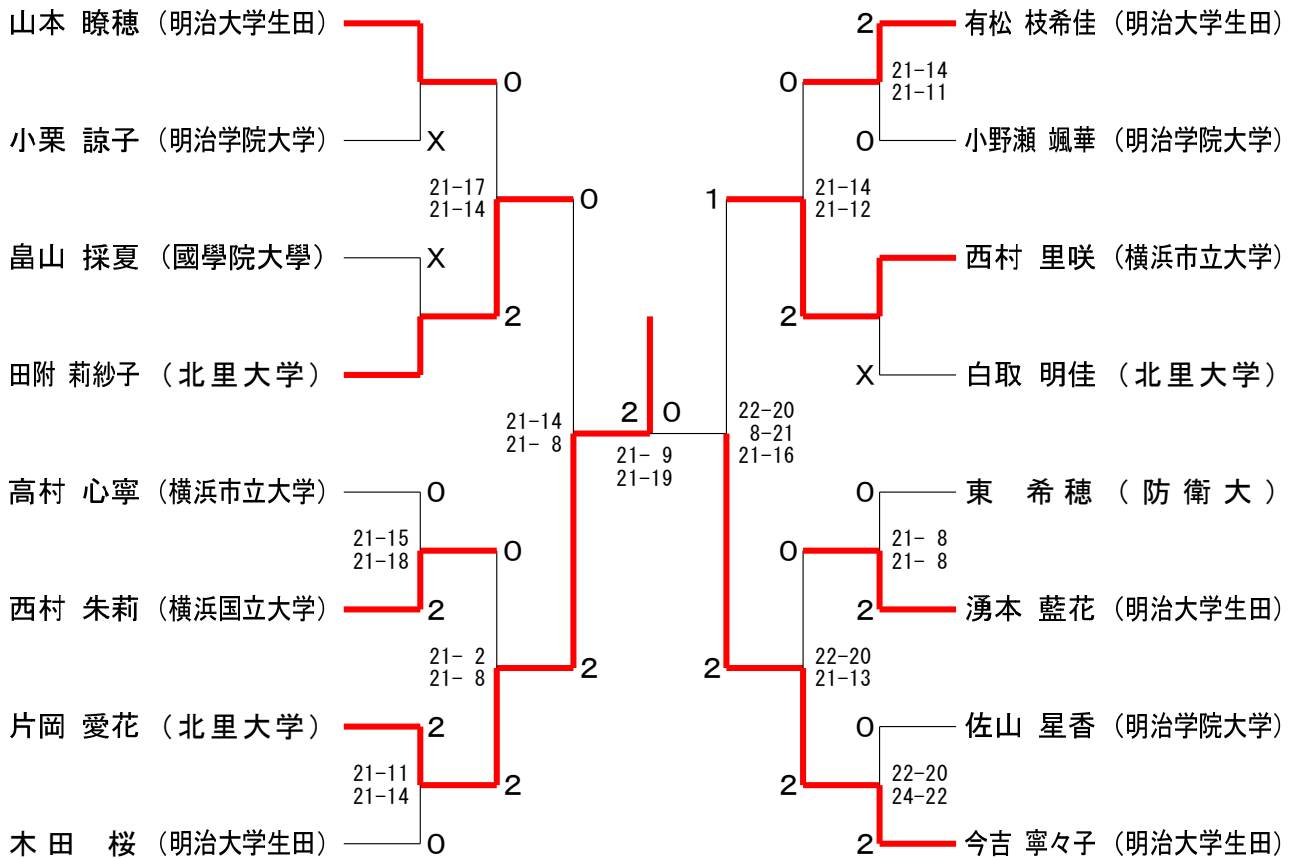 山本 瞭穂 (明治大学生田)
0
小栗 諒子 (明治学院大学)
X
21-17
21-14
0
畠山 採夏 (國學院大學)
X
2
田附 莉紗子 (北里大学)
21-14
21- 8
高村 心寧 (横浜市立大学)
0
21-15
21-18
0
西村 朱莉 (横浜国立大学)
2
21- 2
21- 8
2
片岡 愛花 (北里大学)
2
21-11
21-14
2
木田 桜 (明治大学生田)
0
2 0
21- 9
21-19
2
有松 枝希佳 (明治大学生田)
0
21-14
21-11
0
小野瀬 颯華 (明治学院大学)
1
21-14
21-12
西村 里咲 (横浜市立大学)
2
X
白取 明佳 (北里大学)
22-20
8-21
21-16
0
東 希穂 (防衛大)
0
21- 8
21- 8
2
湧本 藍花 (明治大学生田)
2
22-20
21-13
0
佐山 星香 (明治学院大学)
2
22-20
24-22
2
今吉 寧々子 (明治大学生田)